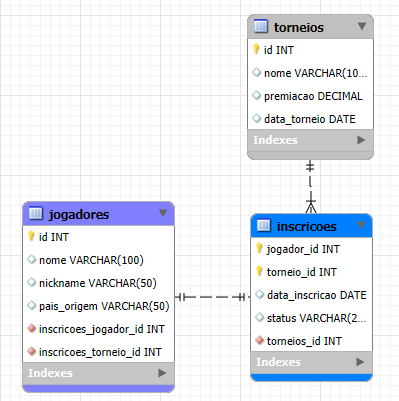 torneios
id INT
nome VARCHAR(10...
premiacao DECIMAL
data_torneio DATE
Indexes
jogadores
id INT
nome VARCHAR(100)
nickname VARCHAR(50)
pais_origem VARCHAR(50)
inscricoes_jogador_id INT
inscricoes_torneio_id INT
Indexes
inscricoes
jogador_id INT
torneio_id INT
data_inscricao DATE
status VARCHAR(2...
torneios_id INT
Indexes